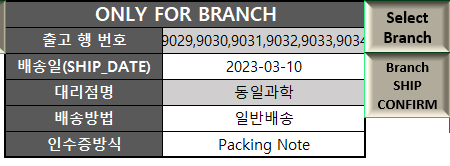 ONLY FOR BRANCH
Select
Branch
출고 행 번호 9029,9030,9031,9032,9033,9034
배송일(SHIP_DATE) 2023-03-10
Branch
SHIP
CONFIRM
대리점명 동일과학
배송방법 일반배송
인수증방식 Packing Note